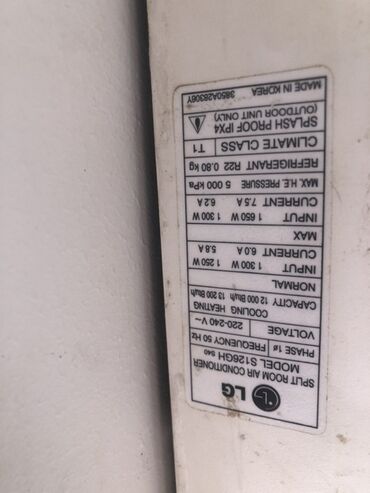 LG
SPLIT ROOM AIR CONDITIONER
MODEL S126GH S40
PHASE 1ø FREQUENCY 50 Hz
VOLTAGE 220-240 V~
COOLING HEATING
CAPACITY 12 000 Btu/h 13 200 Btu/h
NORMAL
INPUT 1 300 W 1 250 W
CURRENT 6.0 A 5.8 A
MAX
INPUT 1 650 W 1 300 W
CURRENT 7.5 A 6.2 A
MAX. H.E. PRESSURE 5 000 kPa
REFRIGERANT R22 0.80 kg
CLIMATE CLASS T1
SPLASH PROOF IPX4
(OUTDOOR UNIT ONLY)
MADE IN KOREA 3850A28308Y